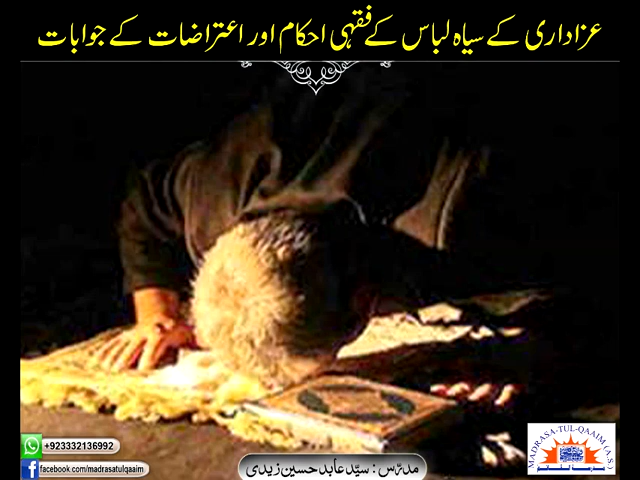 عزاداری کے سیاہ لباس کے فقہی احکام اور اعتراضات کے جوابات
+923332136992
facebook.com/madrasatulqaaim
مدرّس : سیّد عابد حسین زیدی
MADRASA-TUL-QAAIM (A.S.)